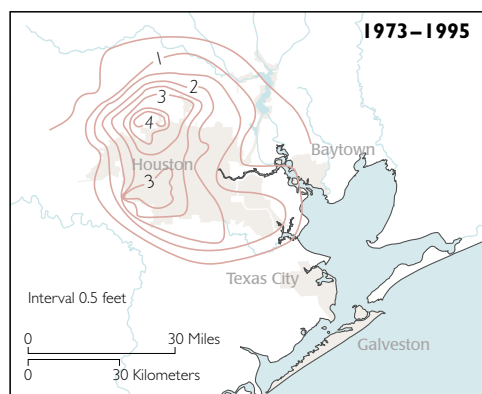 1973–1995
1
2
3
4
Houston
Baytown
3
Texas City
Interval 0.5 feet
0 30 Miles
0 30 Kilometers
Galveston